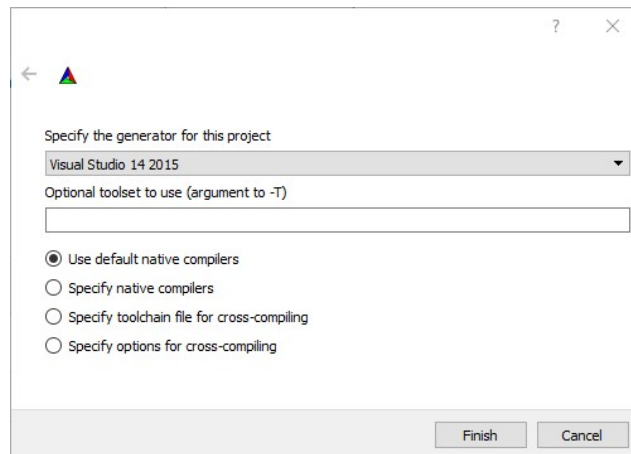 ?
Specify the generator for this project
Visual Studio 14 2015
Optional toolset to use (argument to -T)
Use default native compilers
Specify native compilers
Specify toolchain file for cross-compiling
Specify options for cross-compiling
Finish Cancel